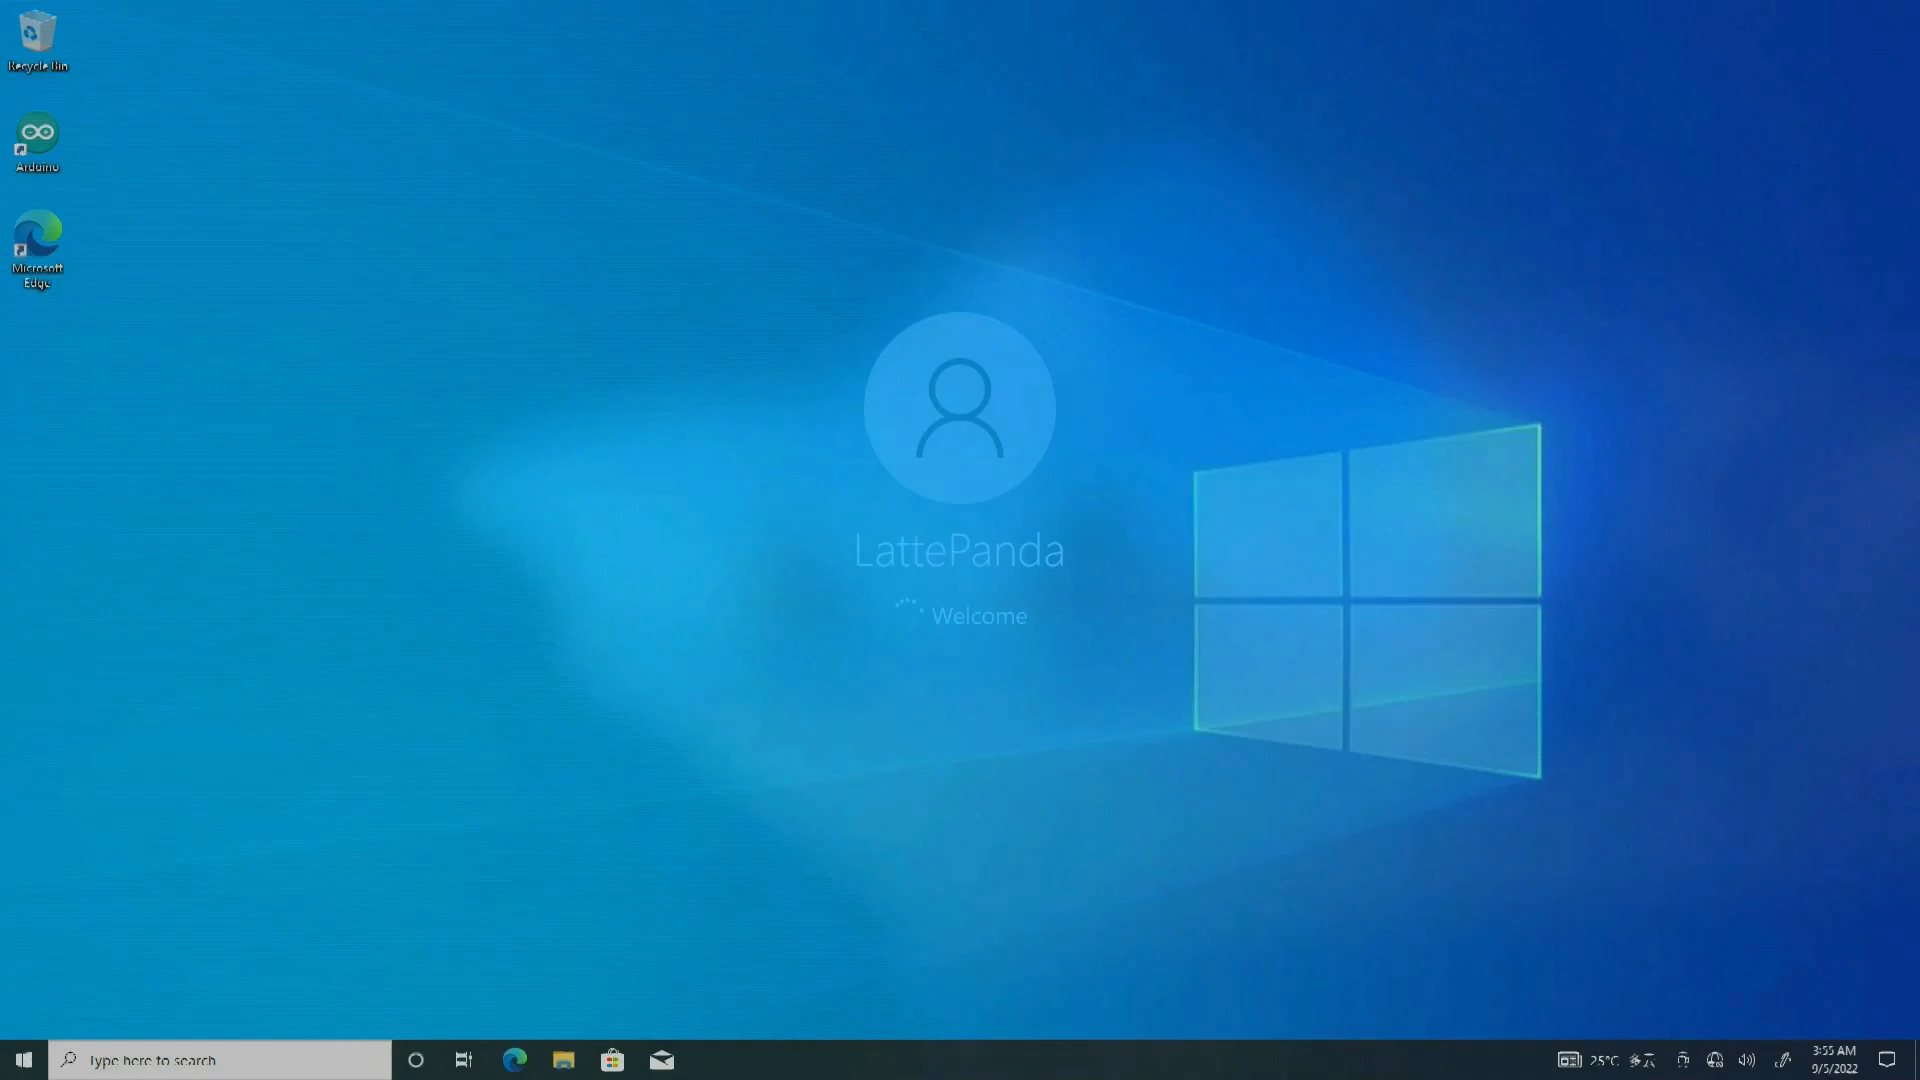 Recycle Bin
Arduino
Microsoft
Edge
LattePanda
Welcome
Type here to search
25°C
3:55 AM
9/5/2022